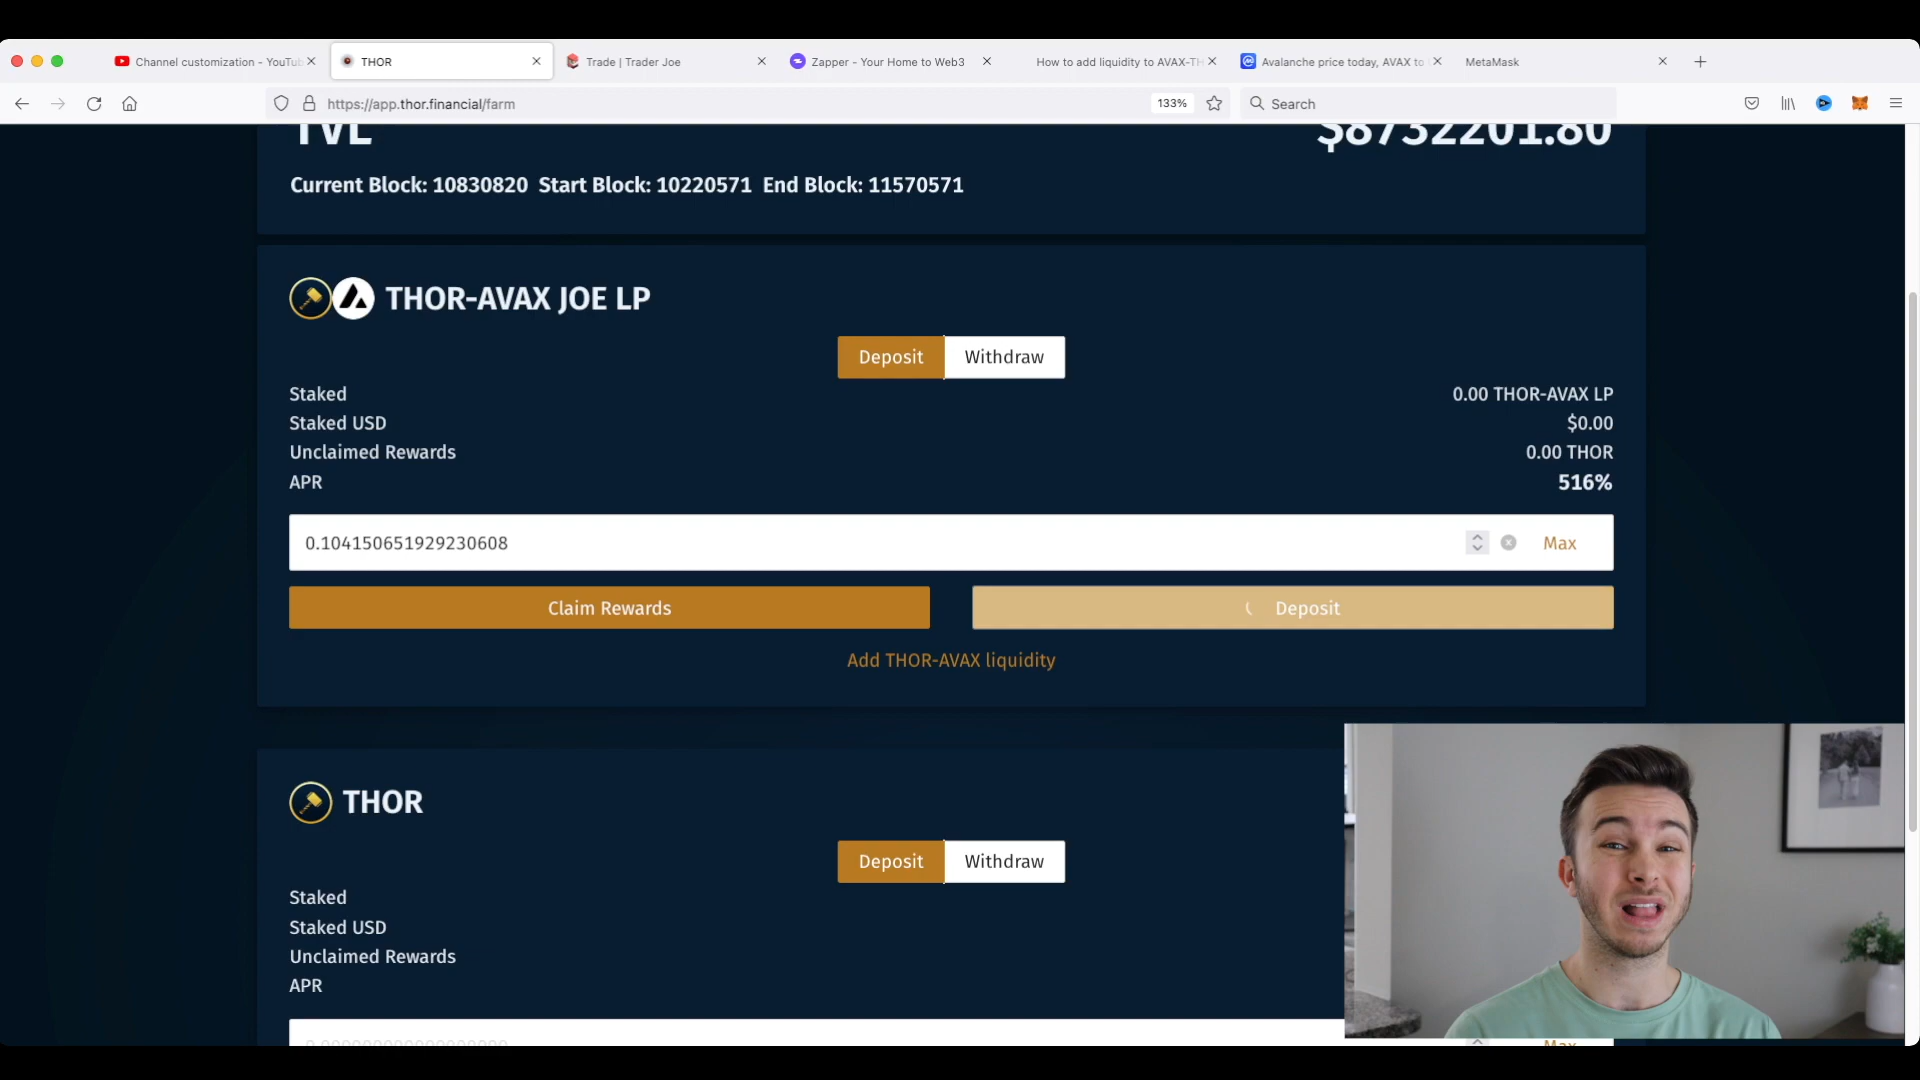 Channel customization - YouTub
THOR
Trade | Trader Joe
Zapper - Your Home to Web3
How to add liquidity to AVAX-TH
Avalanche price today, AVAX to
MetaMask
https://app.thor.financial/farm
133%
Search
TVL
$8732201.80
Current Block: 10830820 Start Block: 10220571 End Block: 11570571
THOR-AVAX JOE LP
Deposit
Withdraw
Staked
0.00 THOR-AVAX LP
Staked USD
$0.00
Unclaimed Rewards
0.00 THOR
APR
516%
0.104150651929230608
Max
Claim Rewards
Deposit
Add THOR-AVAX liquidity
THOR
Deposit
Withdraw
Staked
Staked USD
Unclaimed Rewards
APR
Max